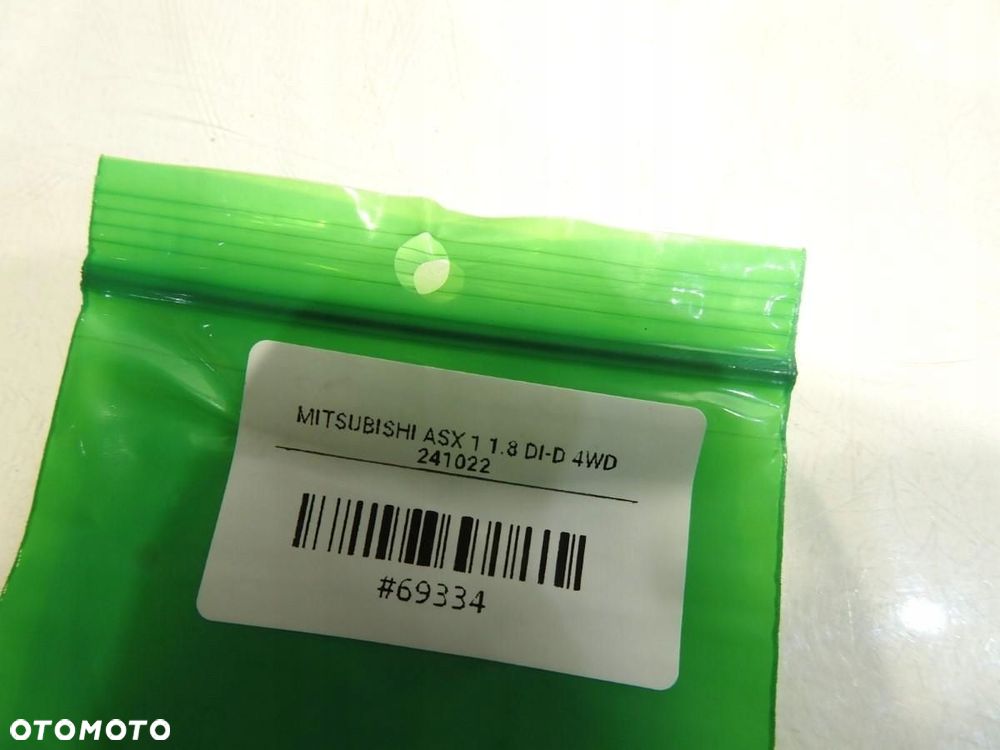 MITSUBISHI ASX 1 1.8 DI-D 4WD
241022
#69334
OTOMOTO